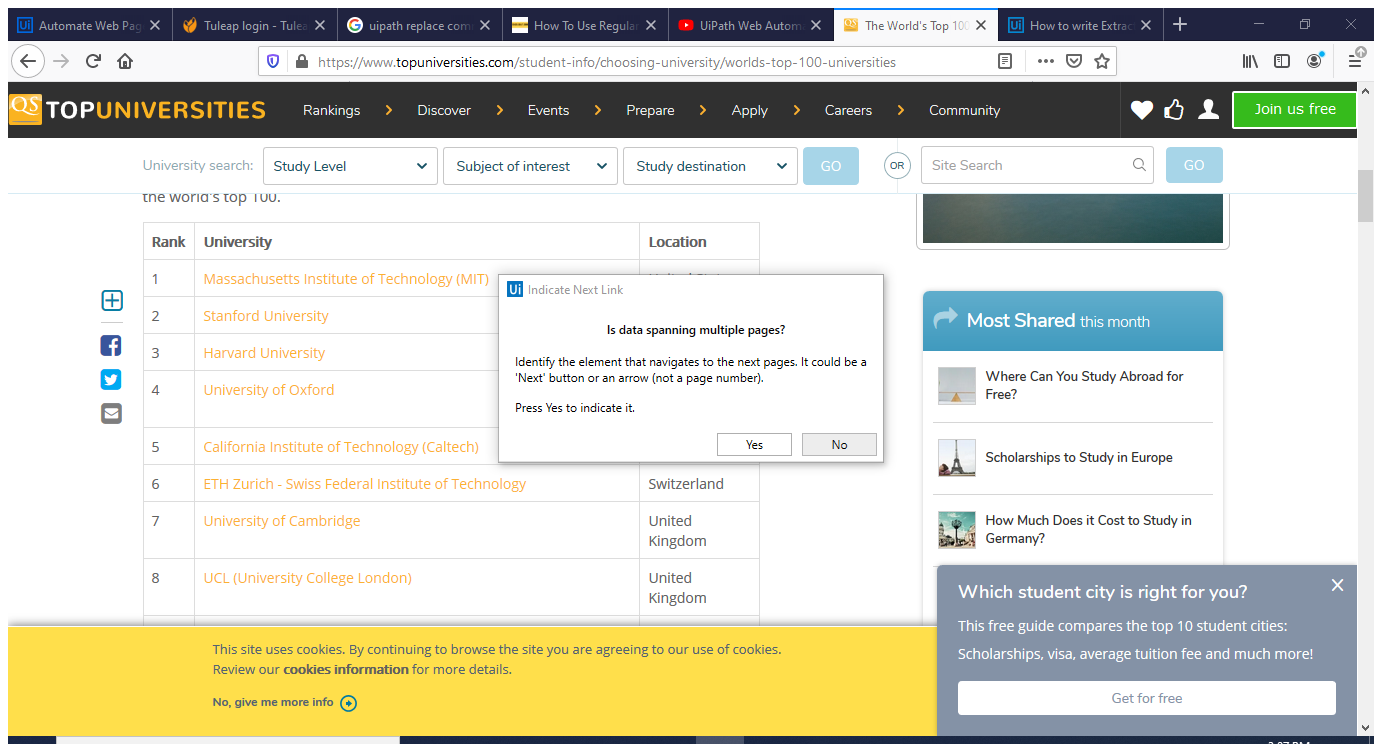 Automate Web Pag
Tuleap login - Tulea
uipath replace com
How To Use Regular
UiPath Web Autom
The World's Top 100
How to write Extrac
https://www.topuniversities.com/student-info/choosing-university/worlds-top-100-universities
QS TOPUNIVERSITIES
Rankings
Discover
Events
Prepare
Apply
Careers
Community
Join us free
University search:
Study Level
Subject of interest
Study destination
GO
OR
Site Search
GO
the world's top 100.
Rank University Location
1 Massachusetts Institute of Technology (MIT)
2 Stanford University
3 Harvard University
4 University of Oxford
5 California Institute of Technology (Caltech)
6 ETH Zurich - Swiss Federal Institute of Technology Switzerland
7 University of Cambridge United
Kingdom
8 UCL (University College London) United
Kingdom
Ui Indicate Next Link
Is data spanning multiple pages?
Identify the element that navigates to the next pages. It could be a
'Next' button or an arrow (not a page number).
Press Yes to indicate it.
Yes
No
Most Shared this month
Where Can You Study Abroad for
Free?
Scholarships to Study in Europe
How Much Does it Cost to Study in
Germany?
Which student city is right for you?
This free guide compares the top 10 student cities:
Scholarships, visa, average tuition fee and much more!
Get for free
This site uses cookies. By continuing to browse the site you are agreeing to our use of cookies.
Review our cookies information for more details.
No, give me more info